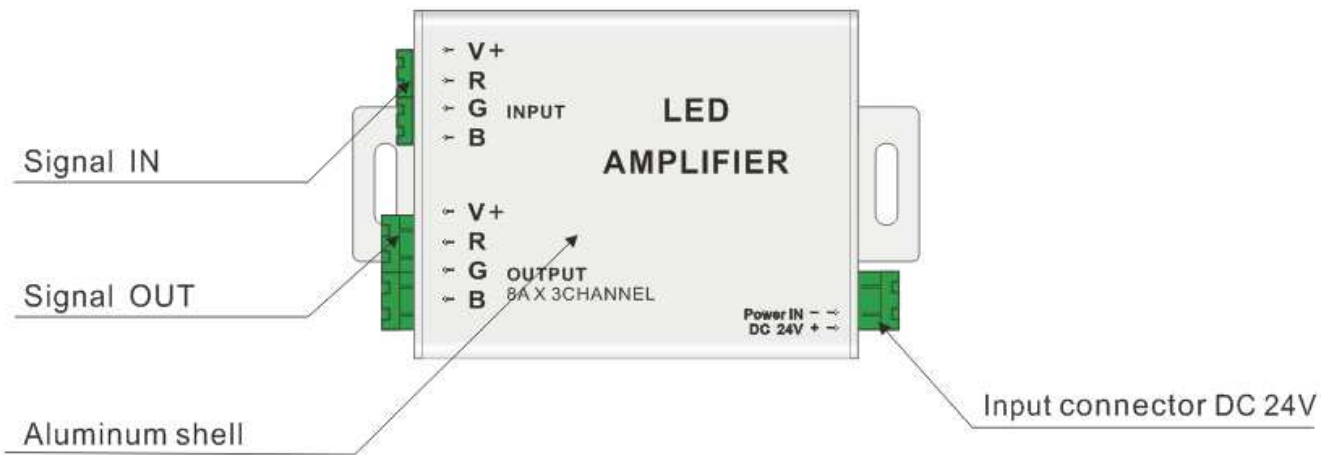 V+
R
G INPUT
B
LED
AMPLIFIER
Signal IN
V+
R
G OUTPUT
B 8A X 3CHANNEL
Signal OUT
Power IN - 
DC 24V +
Input connector DC 24V
Aluminum shell